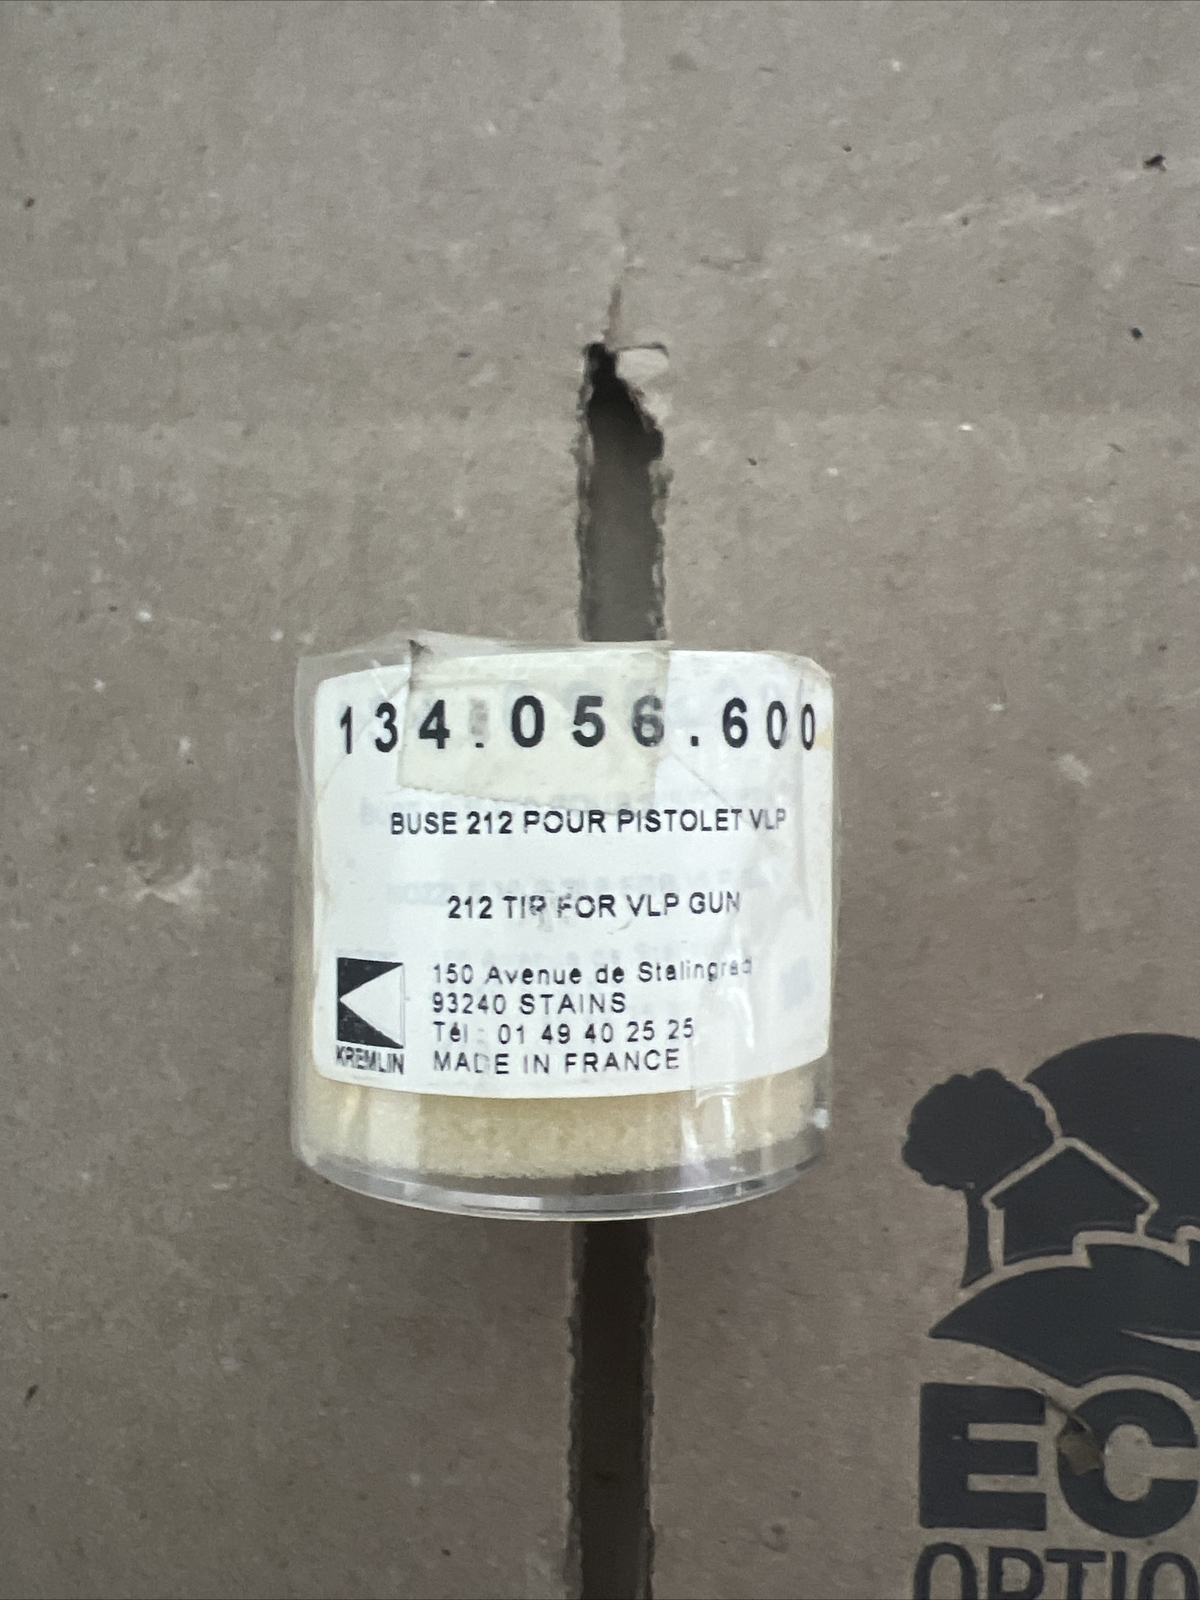 134.056.600
BUSE 212 POUR PISTOLET VLP
212 TIP FOR VLP GUN
150 Avenue de Stalingrad
93240 STAINS
Tél : 01 49 40 25 25
KREMLIN MADE IN FRANCE
EC
OPTIO